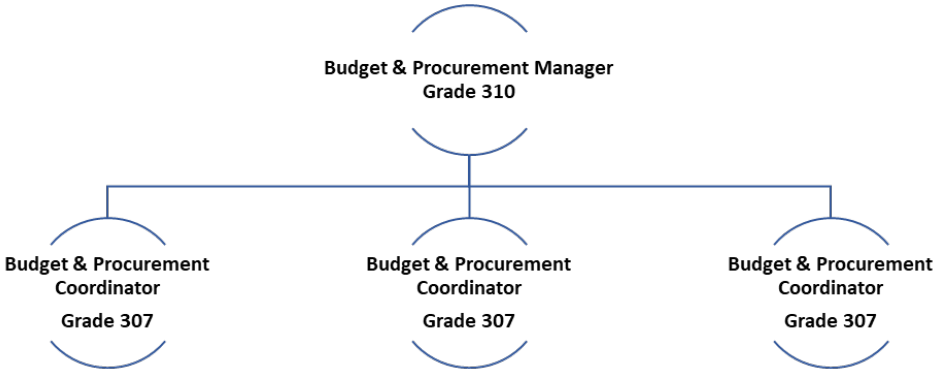 Budget & Procurement Manager
Grade 310
Budget & Procurement
Coordinator
Grade 307
Budget & Procurement
Coordinator
Grade 307
Budget & Procurement
Coordinator
Grade 307